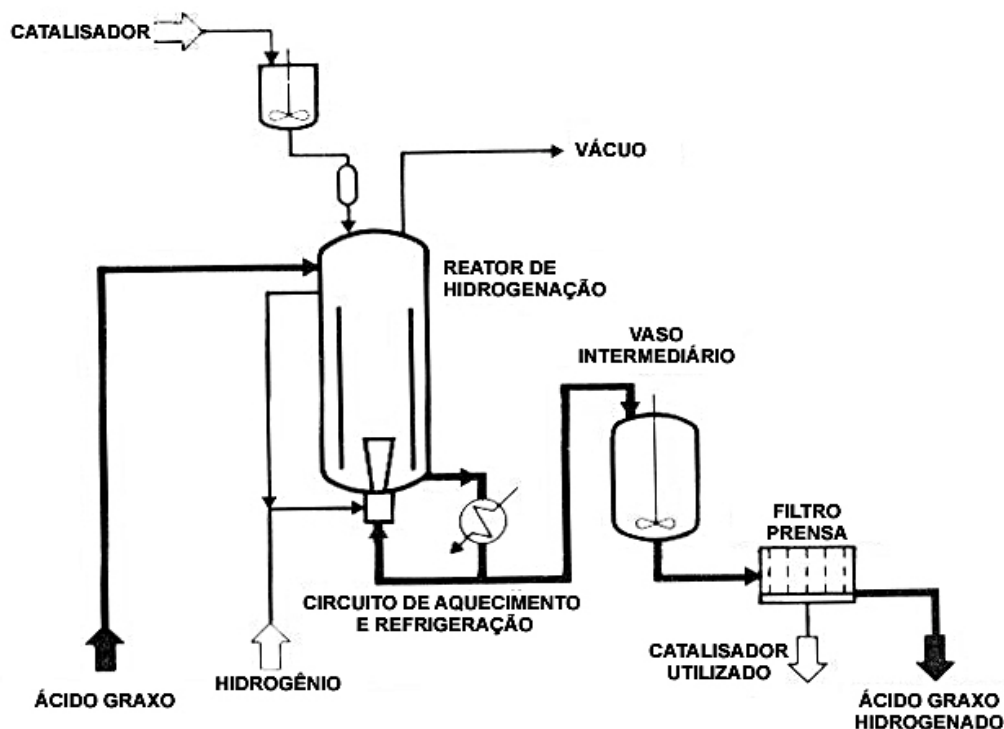 CATALISADOR
VÁCUO
REATOR DE
HIDROGENAÇÃO
VASO
INTERMEDIÁRIO
FILTRO
PRENSA
CIRCUITO DE AQUECIMENTO
E REFRIGERAÇÃO
CATALISADOR
UTILIZADO
ÁCIDO GRAXO
HIDROGÊNIO
ÁCIDO GRAXO
HIDROGENADO